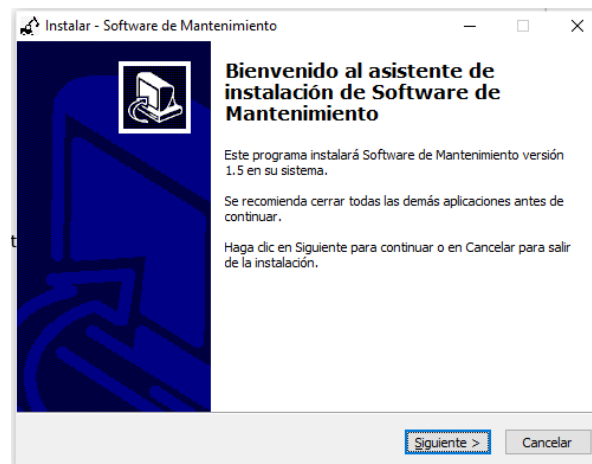 Instalar - Software de Mantenimiento
Bienvenido al asistente de
instalación de Software de
Mantenimiento
Este programa instalará Software de Mantenimiento versión
1.5 en su sistema.
Se recomienda cerrar todas las demás aplicaciones antes de
continuar.
t
Haga clic en Siguiente para continuar o en Cancelar para salir
de la instalación.
Siguiente >
Cancelar